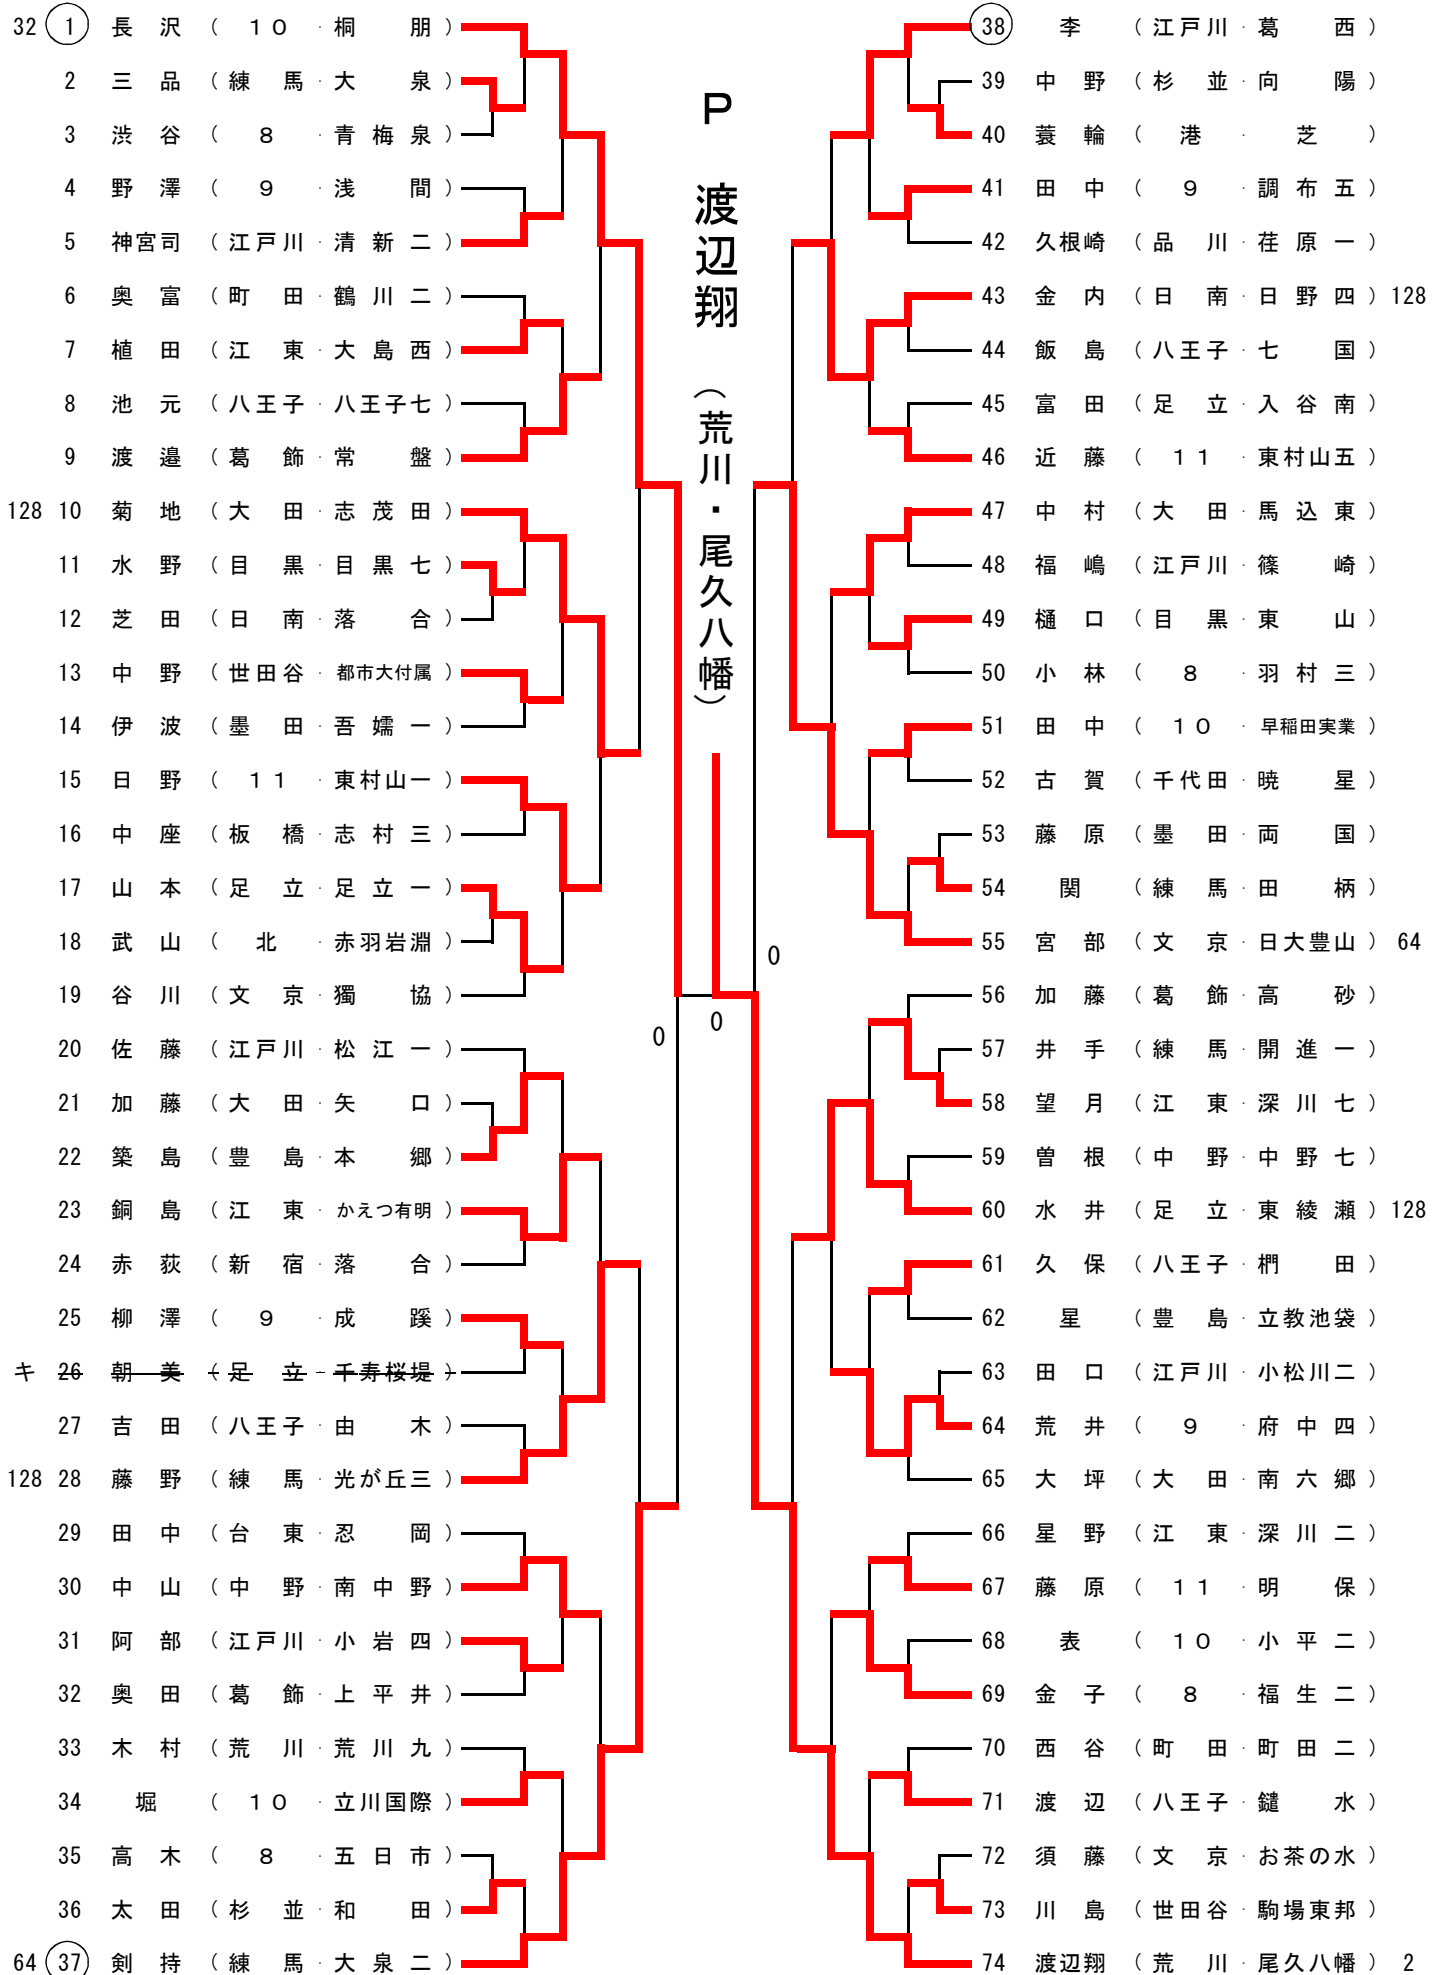 32 1 長沢 (10・桐朋)
2 三品 (練馬・大泉)
3 渋谷 (8・青梅泉)
4 野澤 (9・浅間)
5 神宮司 (江戸川・清新二)
6 奥富 (町田・鶴川二)
7 植田 (江東・大島西)
8 池元 (八王子・八王子七)
9 渡邉 (葛飾・常盤)
128 10 菊地 (大田・志茂田)
11 水野 (目黒・目黒七)
12 芝田 (日南・落合)
13 中野 (世田谷・都市大付属)
14 伊波 (墨田・吾嬬一)
15 日野 (11・東村山一)
16 中座 (板橋・志村三)
17 山本 (足立・足立一)
18 武山 (北・赤羽岩淵)
19 谷川 (文京・獨協)
20 佐藤 (江戸川・松江一)
21 加藤 (大田・矢口)
22 築島 (豊島・本郷)
23 銅島 (江東・かえつ有明)
24 赤荻 (新宿・落合)
25 柳澤 (9・成蹊)
キ 26 朝美 (足立・千寿桜堤)
27 吉田 (八王子・由木)
128 28 藤野 (練馬・光が丘三)
29 田中 (台東・忍岡)
30 中山 (中野・南中野)
31 阿部 (江戸川・小岩四)
32 奥田 (葛飾・上平井)
33 木村 (荒川・荒川九)
34 堀 (10・立川国際)
35 高木 (8・五日市)
36 太田 (杉並・和田)
64 37 剣持 (練馬・大泉二)
P 渡辺翔 (荒川・尾久八幡)
0
0
0
38 李 (江戸川・葛西)
39 中野 (杉並・向陽)
40 蓑輪 (港・芝)
41 田中 (9・調布五)
42 久根崎 (品川・荏原一)
43 金内 (日南・日野四) 128
44 飯島 (八王子・七国)
45 富田 (足立・入谷南)
46 近藤 (11・東村山五)
47 中村 (大田・馬込東)
48 福嶋 (江戸川・篠崎)
49 樋口 (目黒・東山)
50 小林 (8・羽村三)
51 田中 (10・早稲田実業)
52 古賀 (千代田・暁星)
53 藤原 (墨田・両国)
54 関 (練馬・田柄)
55 宮部 (文京・日大豊山) 64
56 加藤 (葛飾・高砂)
57 井手 (練馬・開進一)
58 望月 (江東・深川七)
59 曽根 (中野・中野七)
60 水井 (足立・東綾瀬) 128
61 久保 (八王子・椚田)
62 星 (豊島・立教池袋)
63 田口 (江戸川・小松川二)
64 荒井 (9・府中四)
65 大坪 (大田・南六郷)
66 星野 (江東・深川二)
67 藤原 (11・明保)
68 表 (10・小平二)
69 金子 (8・福生二)
70 西谷 (町田・町田二)
71 渡辺 (八王子・鑓水)
72 須藤 (文京・お茶の水)
73 川島 (世田谷・駒場東邦)
74 渡辺翔 (荒川・尾久八幡) 2